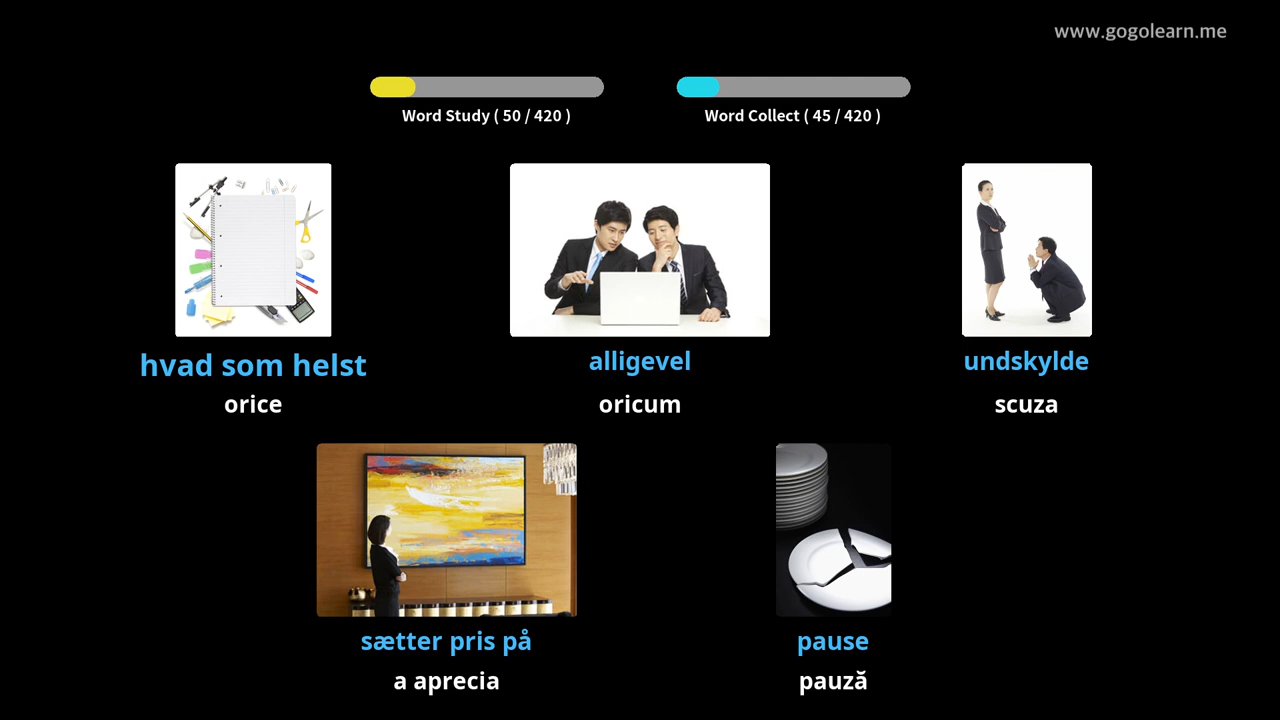 www.gogolearn.me
Word Study ( 50 / 420 )
Word Collect ( 45 / 420 )
hvad som helst
orice
alligevel
oricum
undskylde
scuza
sætter pris på
a aprecia
pause
pauză